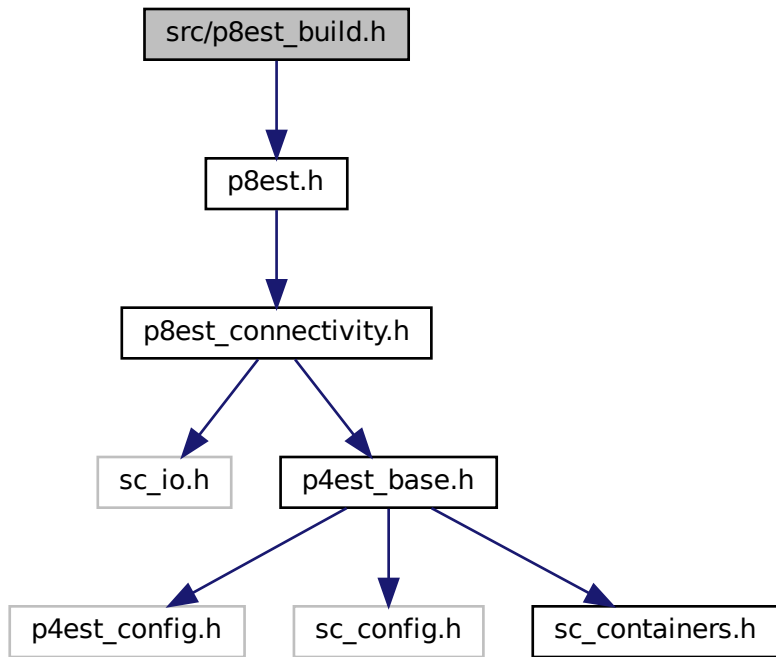 src/p8est_build.h
p8est.h
p8est_connectivity.h
sc_io.h
p4est_base.h
p4est_config.h
sc_config.h
sc_containers.h